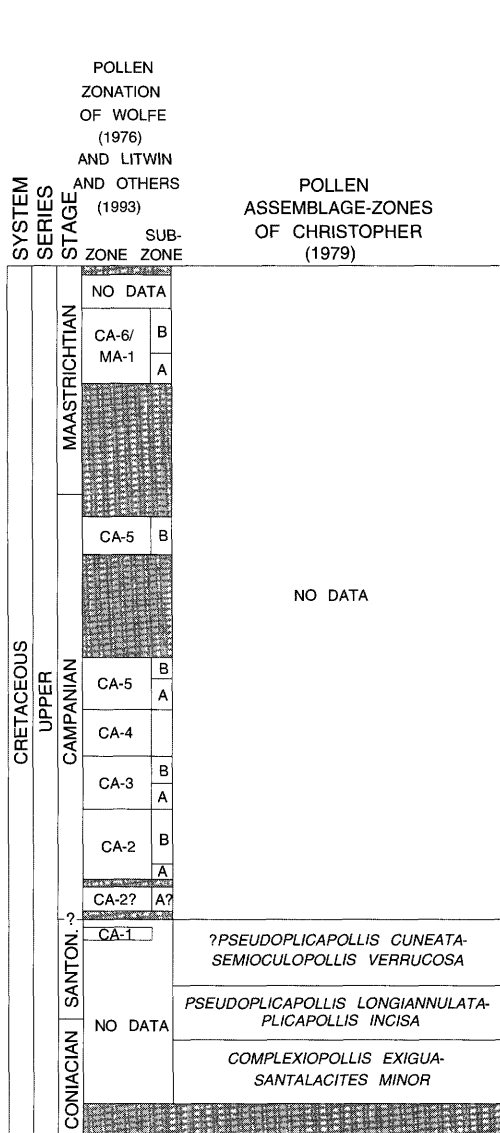 POLLEN
ZONATION
OF WOLFE
(1976)
AND LITWIN
AND OTHERS
(1993)
POLLEN
ASSEMBLAGE-ZONES
OF CHRISTOPHER
(1979)
SYSTEM
SERIES
STAGE
ZONE
SUB-
ZONE
CRETACEOUS
UPPER
MAASTRICHTIAN
CAMPANIAN
?
SANTON.
CONIACIAN
NO DATA
CA-6/
MA-1
B
A
CA-5
B
CA-5
B
A
CA-4
CA-3
B
A
CA-2
B
A
CA-2?
A?
CA-1
NO DATA
NO DATA
?PSEUDOPLICAPOLLIS CUNEATA-
SEMIOCULOPOLLIS VERRUCOSA
PSEUDOPLICAPOLLIS LONGIANNULATA-
PLICAPOLLIS INCISA
COMPLEXIOPOLLIS EXIGUA-
SANTALACITES MINOR